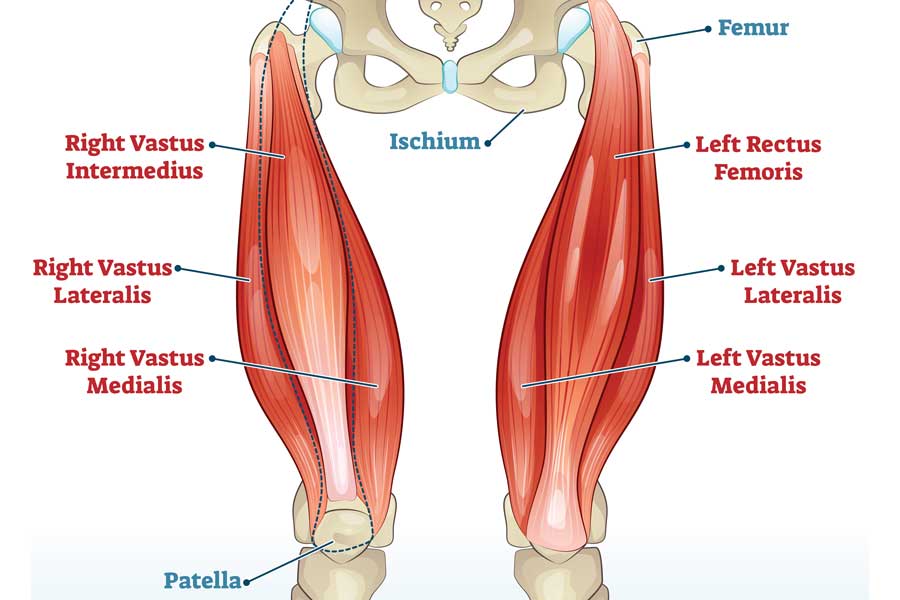 Femur
Ischium
Right Vastus
Intermedius
Left Rectus
Femoris
Right Vastus
Lateralis
Left Vastus
Lateralis
Right Vastus
Medialis
Left Vastus
Medialis
Patella